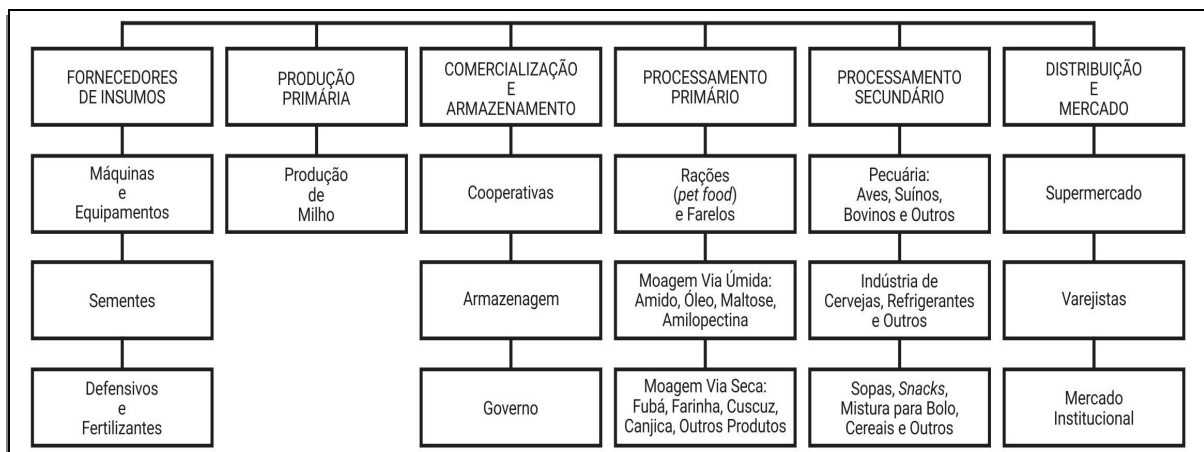 FORNECEDORES
DE INSUMOS
Máquinas
e
Equipamentos
Sementes
Defensivos
e
Fertilizantes
PRODUÇÃO
PRIMÁRIA
Produção
de
Milho
COMERCIALIZAÇÃO
E
ARMAZENAMENTO
Cooperativas
Armazenagem
Governo
PROCESSAMENTO
PRIMÁRIO
Rações
(pet food)
e Farelos
Moagem Via Úmida:
Amido, Óleo, Maltose,
Amilopectina
Moagem Via Seca:
Fubá, Farinha, Cuscuz,
Canjica, Outros Produtos
PROCESSAMENTO
SECUNDÁRIO
Pecuária:
Aves, Suínos,
Bovinos e Outros
Indústria de
Cervejas, Refrigerantes
e Outros
Sopas, Snacks,
Mistura para Bolo,
Cereais e Outros
DISTRIBUIÇÃO
E
MERCADO
Supermercado
Varejistas
Mercado
Institucional